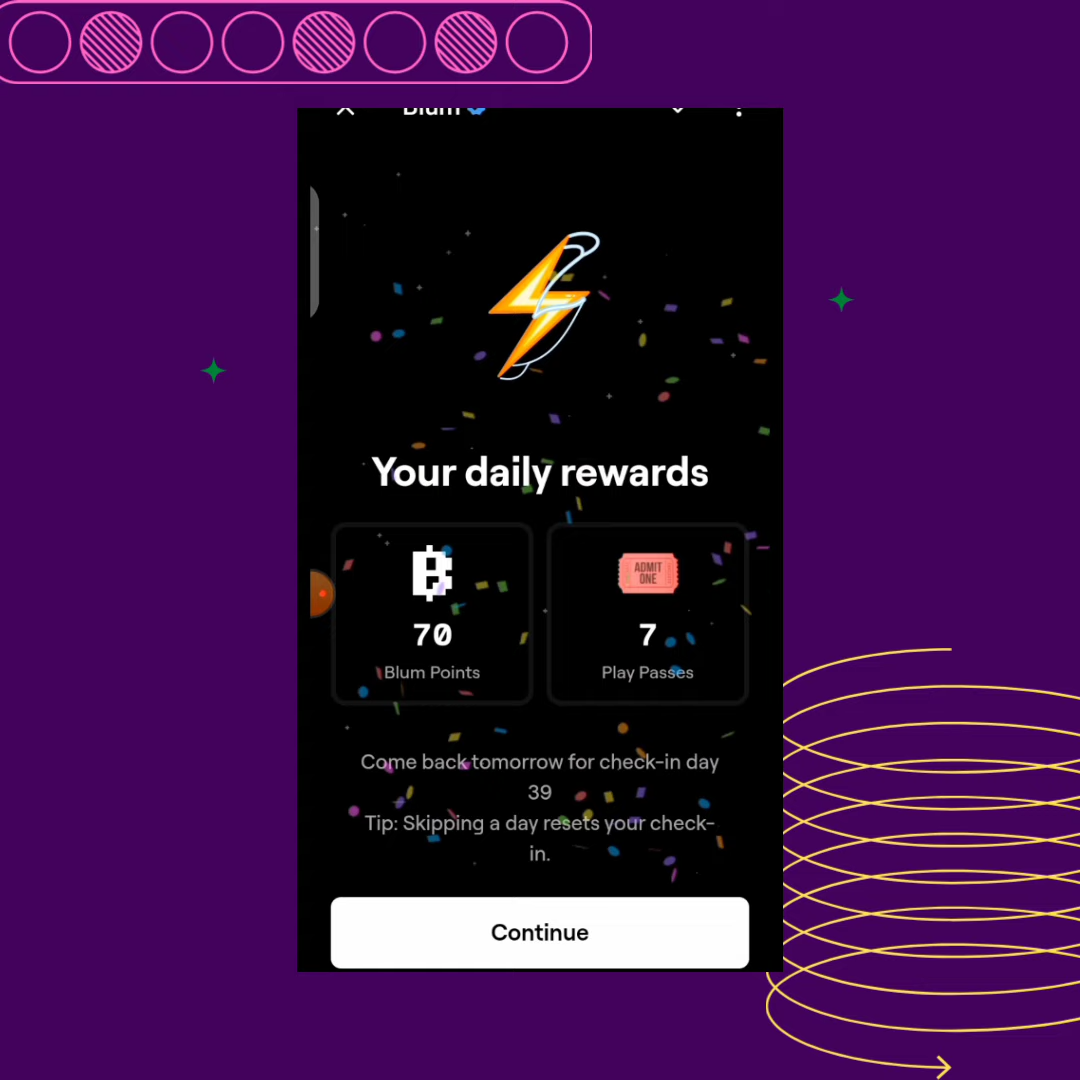 Blum
Your daily rewards
ADMIT
ONE
70
7
Blum Points
Play Passes
Come back tomorrow for check-in day
39
Tip: Skipping a day resets your check-
in.
Continue